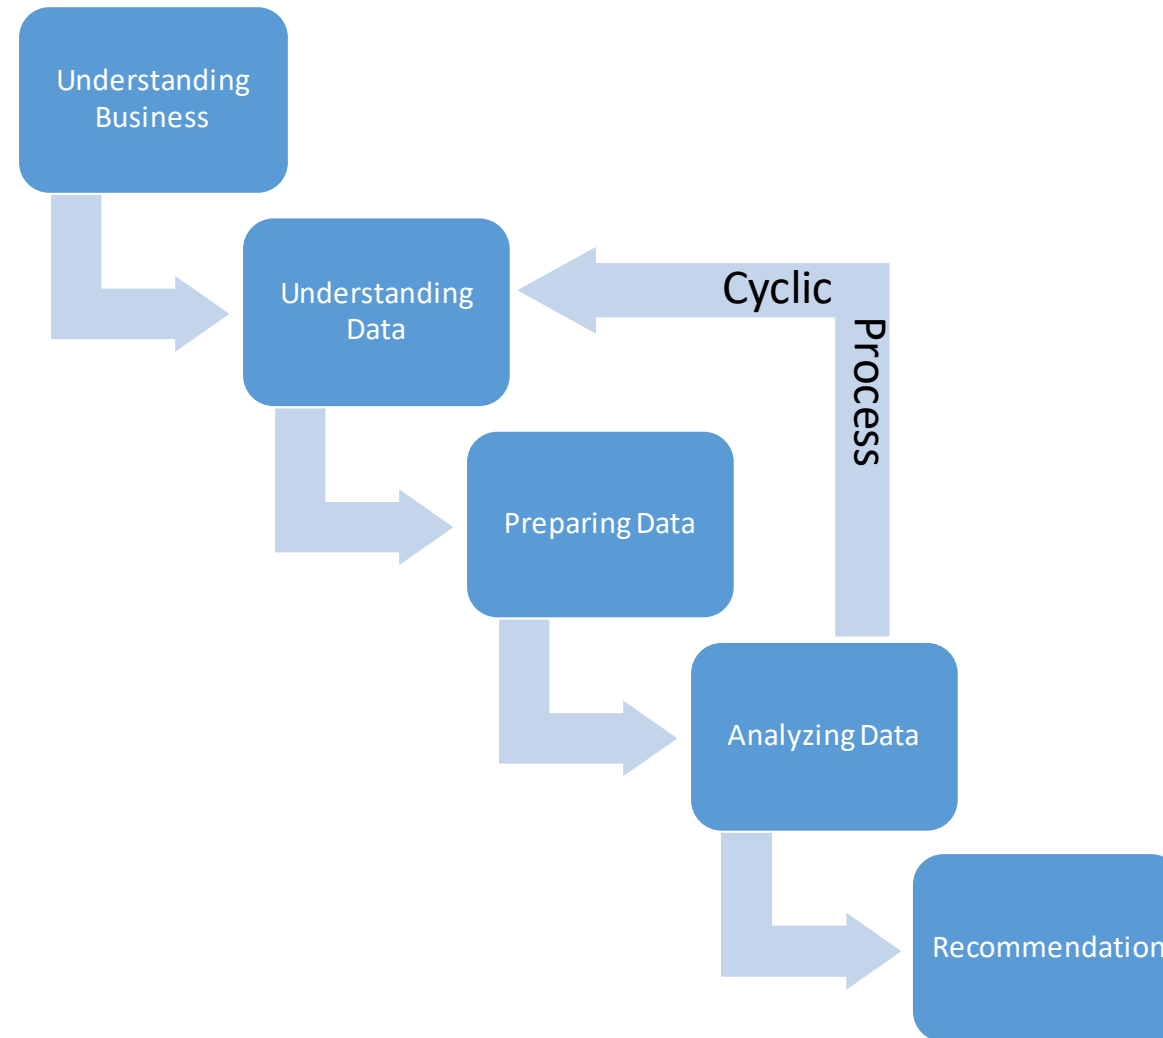 Understanding
Business
Understanding
Data
Cyclic
Process
Preparing Data
Analyzing Data
Recommendation